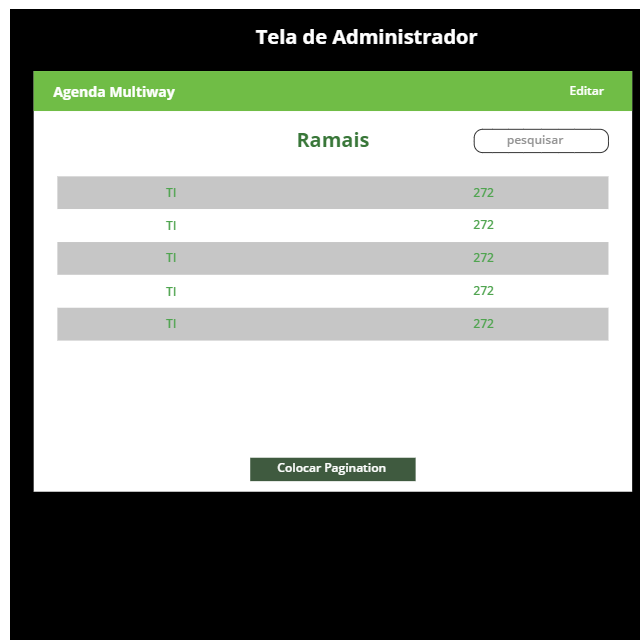 Tela de Administrador
Agenda Multiway Editar
Ramais pesquisar
TI 272
TI 272
TI 272
TI 272
TI 272
Colocar Pagination